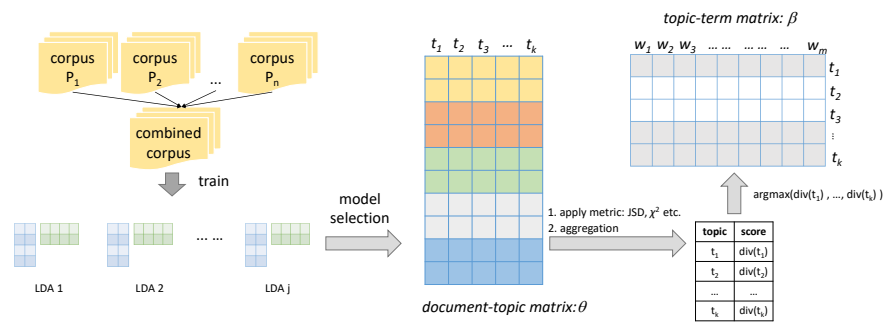 corpus
P1
corpus
P2
...
corpus
Pn
combined
corpus
train
LDA 1
LDA 2
... ...
LDA j
model
selection
t1 t2 t3 ... tk
document-topic matrix:θ
1. apply metric: JSD, χ² etc.
2. aggregation
topic score
t1 div(t1)
t2 div(t2)
... ...
tk div(tk)
argmax(div(t1) , ..., div(tk) )
topic-term matrix: β
w1 w2 w3 ... ... ... ... wm
t1
t2
t3
⋮
tk